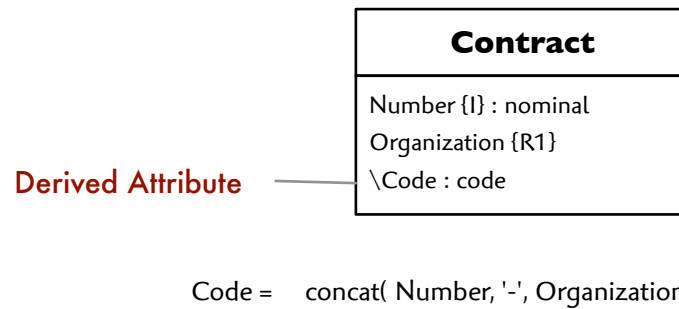 Contract
Number {I} : nominal
Organization {R1}
Derived Attribute
\Code : code
Code = concat( Number, '-', Organization